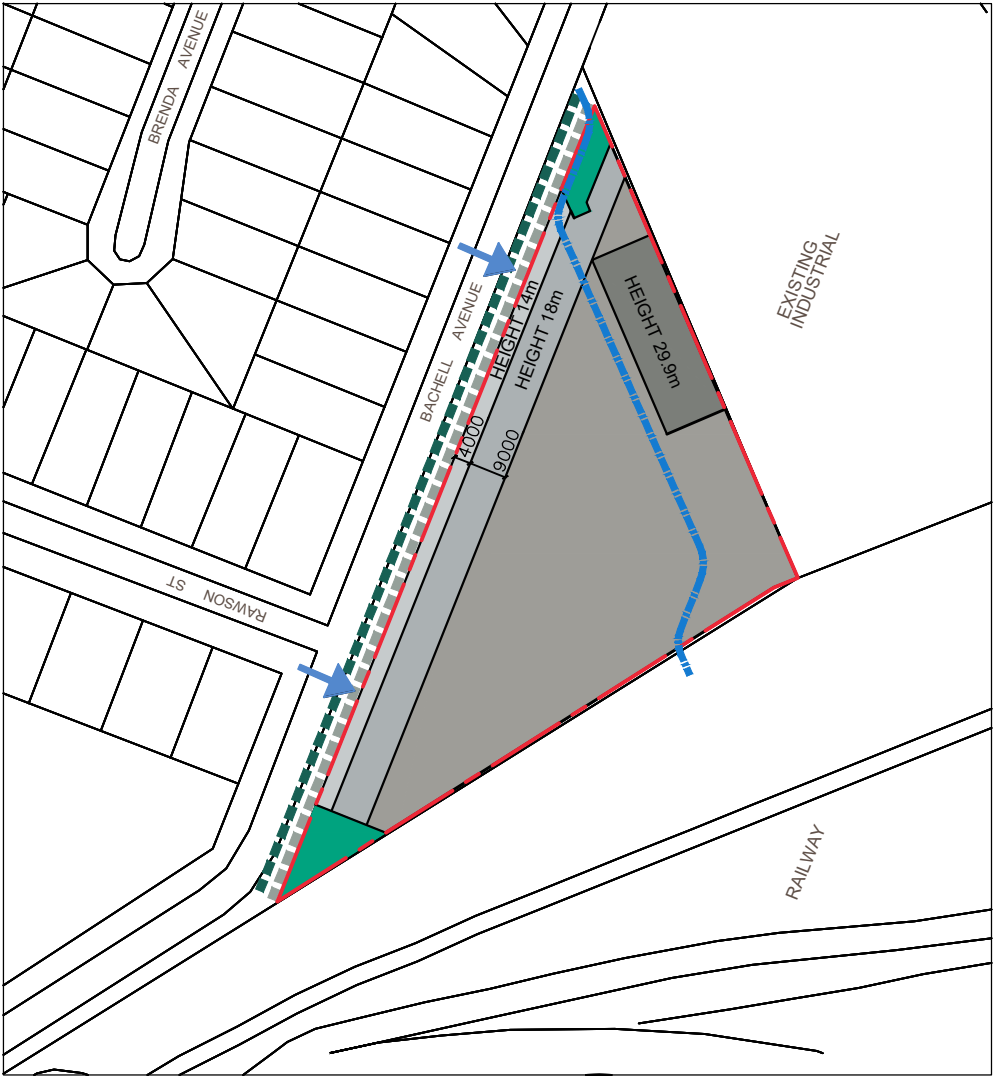 BRENDA AVENUE
EXISTING
INDUSTRIAL
HEIGHT 14m
HEIGHT 18m
HEIGHT 29.9m
BACHELL AVENUE
4000
9000
RAWSON ST
RAILWAY